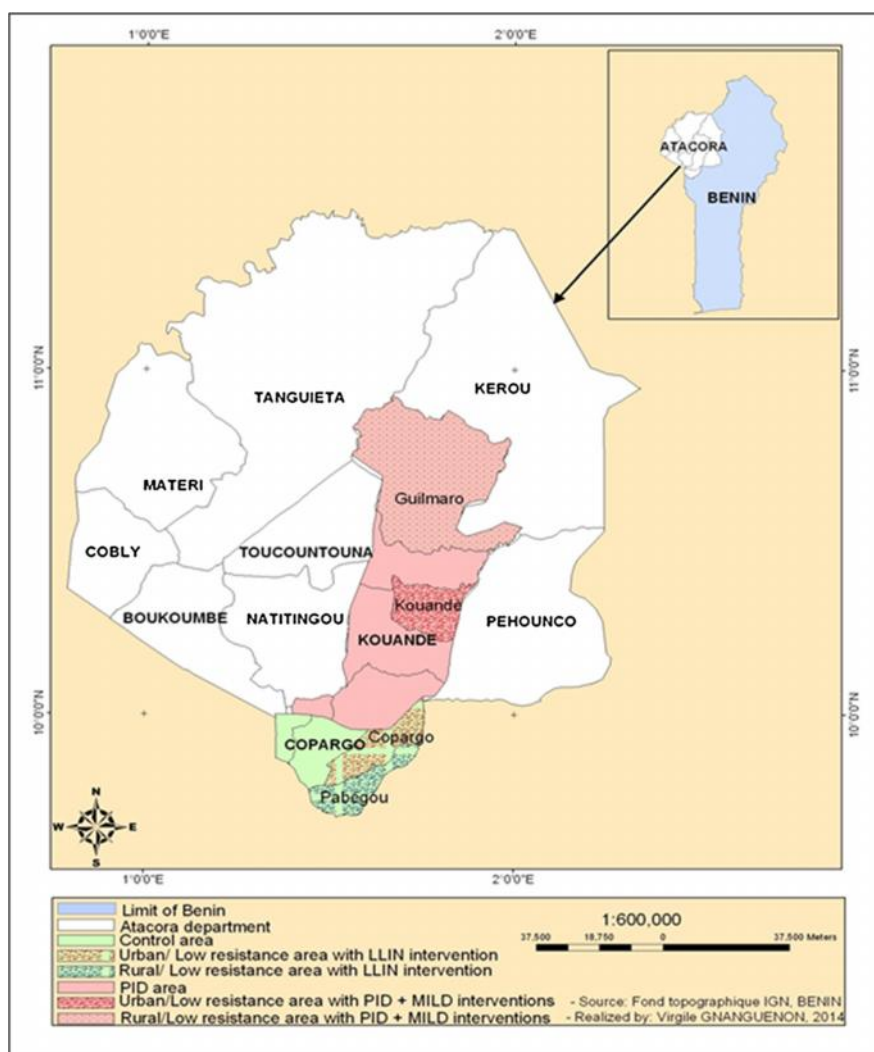 1°0'0"E 2°0'0"E
ATACORA
BENIN
11°0'0"N 11°0'0"N
KEROU
TANGUIETA
MATERI
Guilmaro
COBLY
TOUCOUNTOUNA
BOUKOUMBE
NATITINGOU
Kouandé
PEHOUNCO
KOUANDE
10°0'0"N 10°0'0"N
COPARGO
Copargo
Pabégou
N
W E
S
1°0'0"E 2°0'0"E
Limit of Benin
Atacora department
Control area
Urban/ Low resistance area with LLIN intervention
Rural/ Low resistance area with LLIN intervention
PID area
Urban/Low resistance area with PID + MILD interventions
Rural/Low resistance area with PID + MILD interventions
1:600,000
37,500 18,750 0 37,500 Meters
- Source: Fond topographique IGN, BENIN
- Realized by: Virgile GNANGUENON, 2014